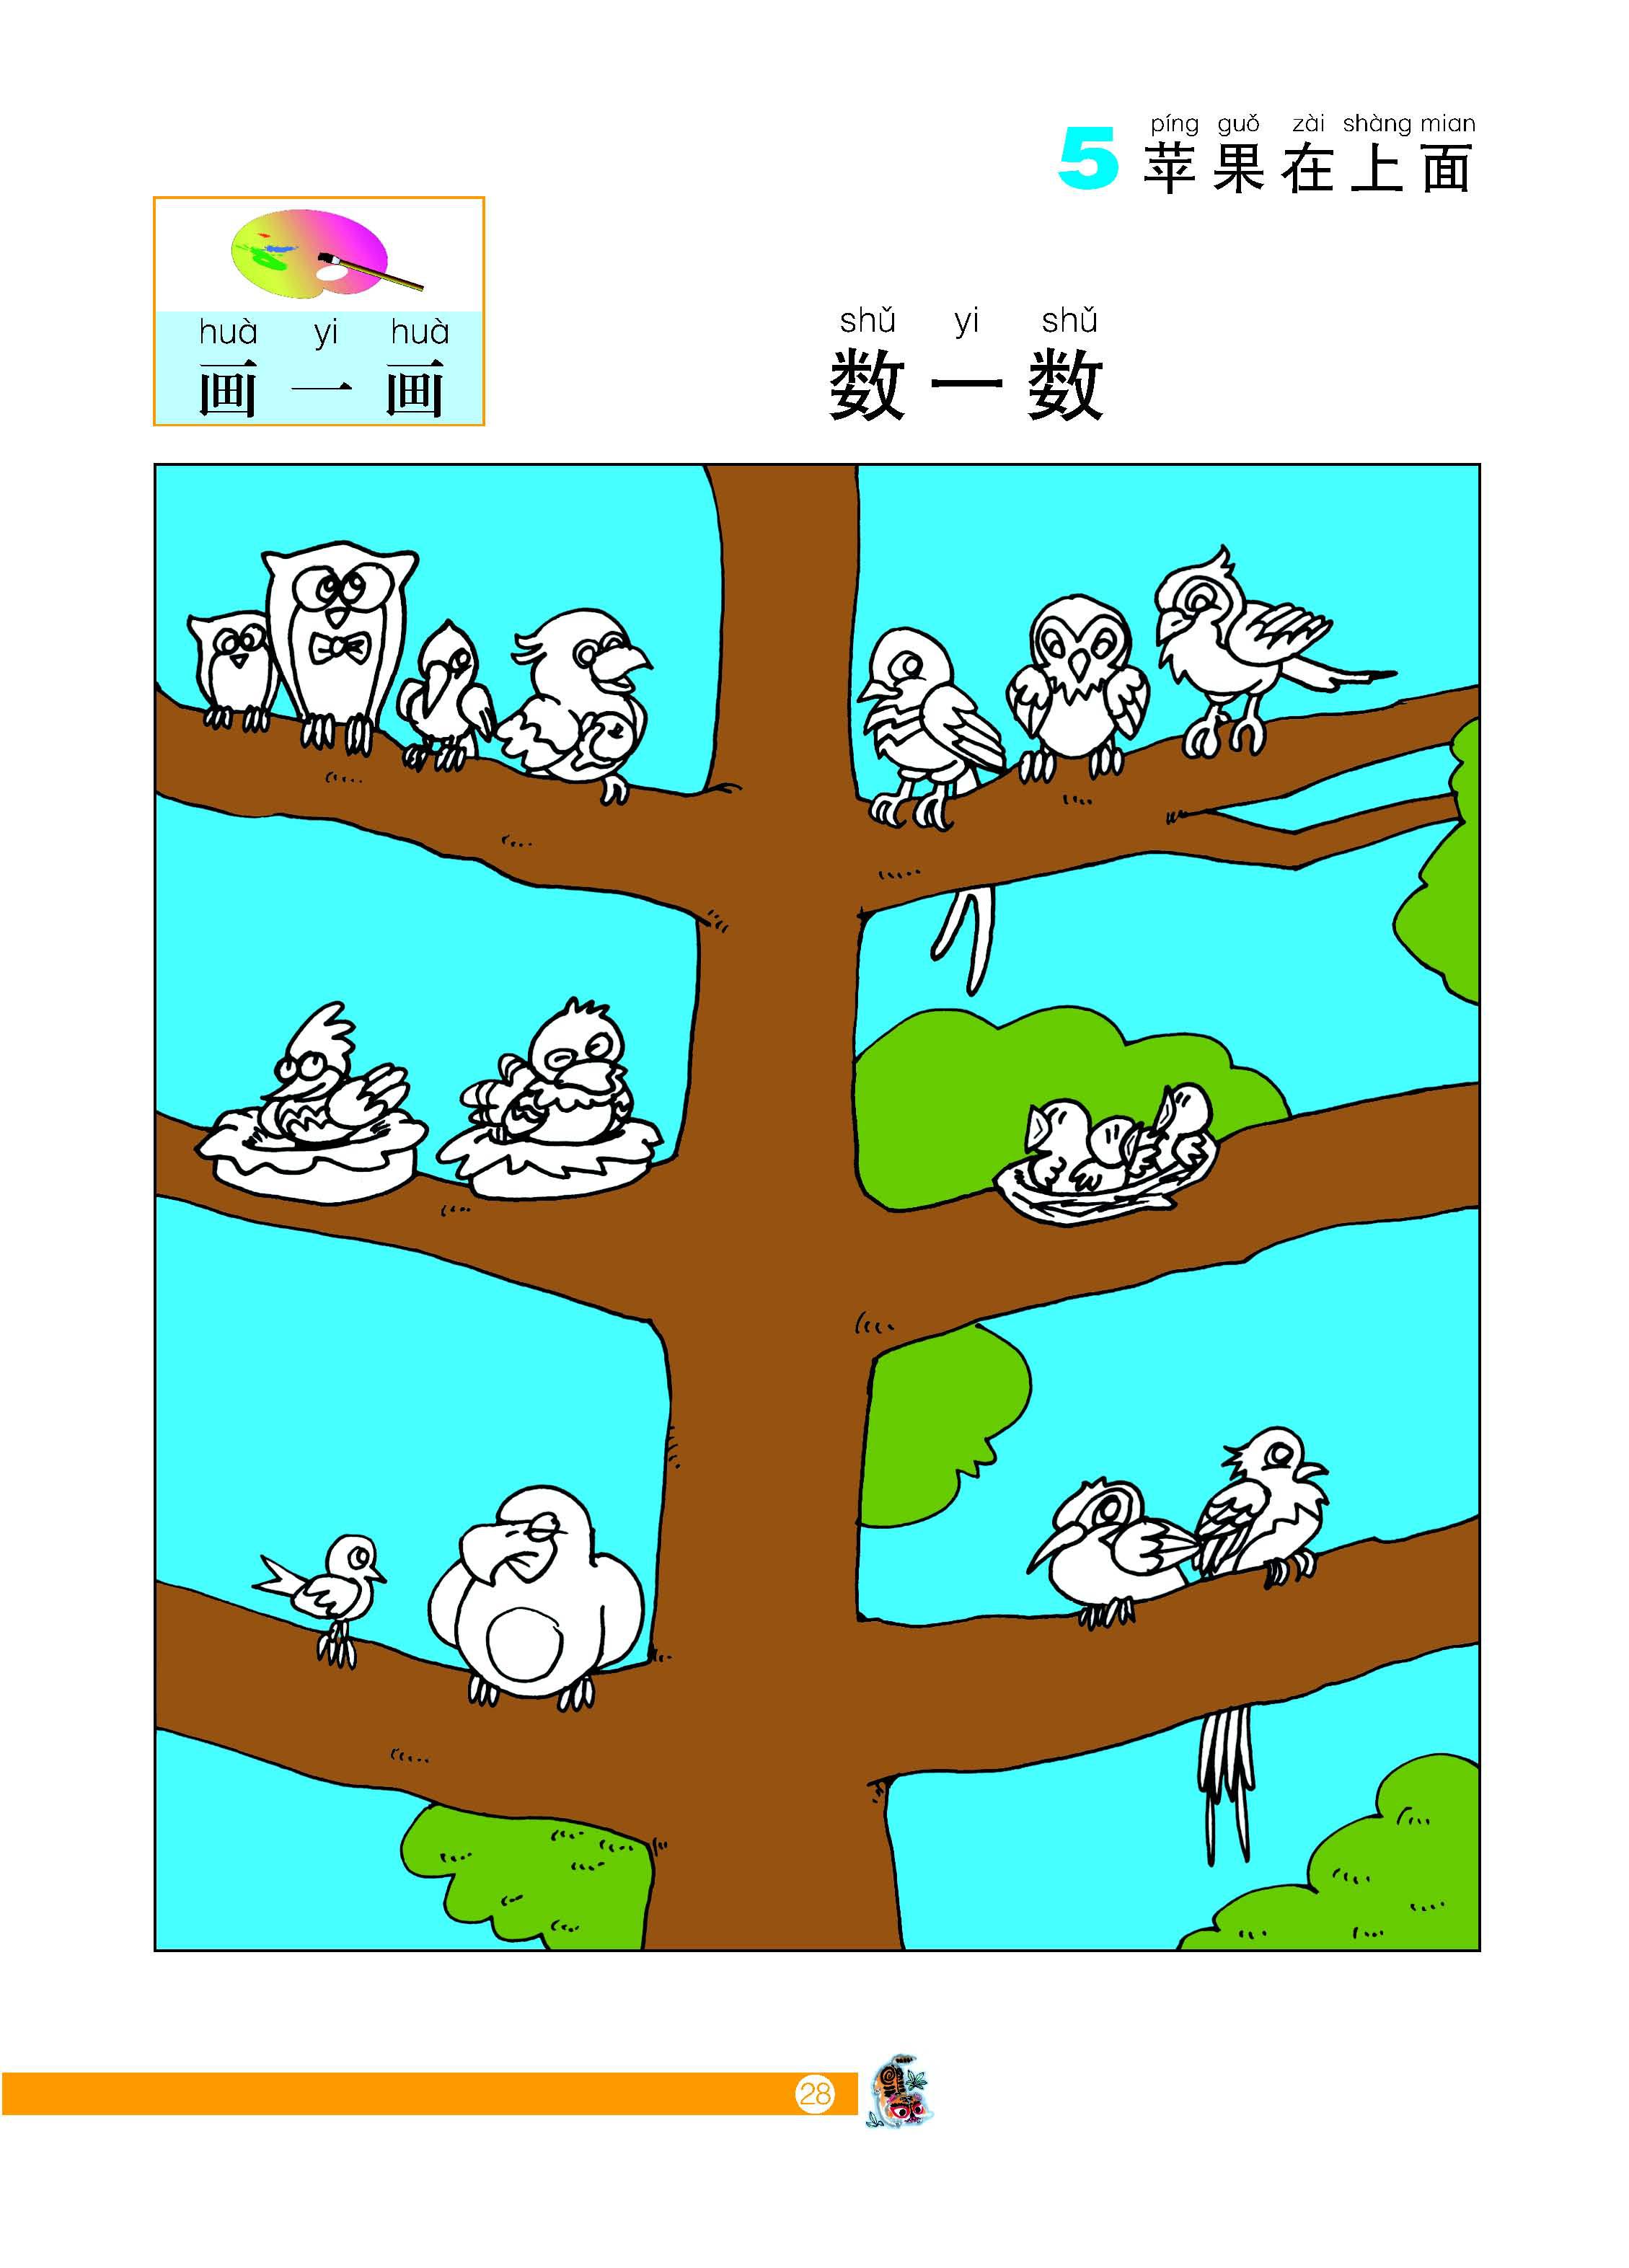 píng guǒ zài shàng mian
5 苹果在上面
huà yi huà
画一画
shǔ yi shǔ
数一数
28